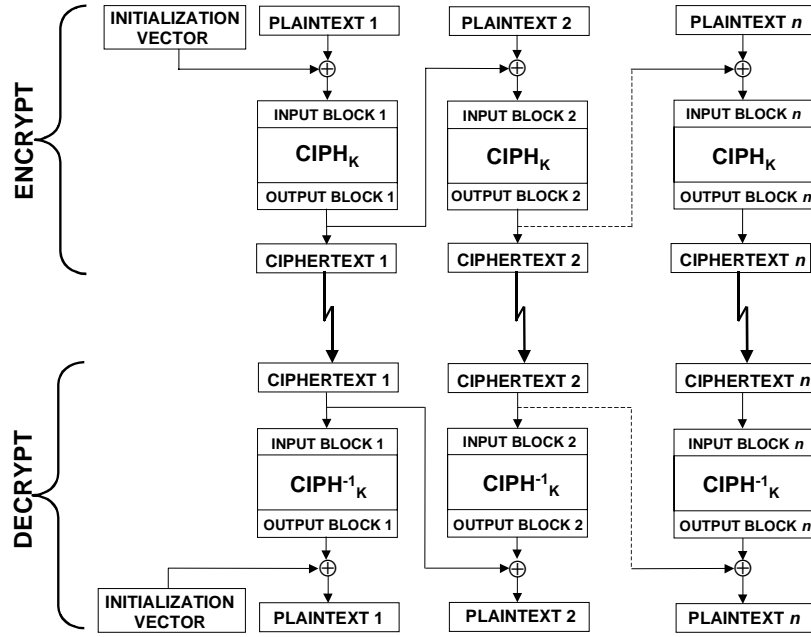 ENCRYPT
INITIALIZATION
VECTOR
PLAINTEXT 1
PLAINTEXT 2
PLAINTEXT n
INPUT BLOCK 1
INPUT BLOCK 2
INPUT BLOCK n
CIPHK
CIPHK
CIPHK
OUTPUT BLOCK 1
OUTPUT BLOCK 2
OUTPUT BLOCK n
CIPHERTEXT 1
CIPHERTEXT 2
CIPHERTEXT n
DECRYPT
CIPHERTEXT 1
CIPHERTEXT 2
CIPHERTEXT n
INPUT BLOCK 1
INPUT BLOCK 2
INPUT BLOCK n
CIPH-1K
CIPH-1K
CIPH-1K
OUTPUT BLOCK 1
OUTPUT BLOCK 2
OUTPUT BLOCK n
INITIALIZATION
VECTOR
PLAINTEXT 1
PLAINTEXT 2
PLAINTEXT n